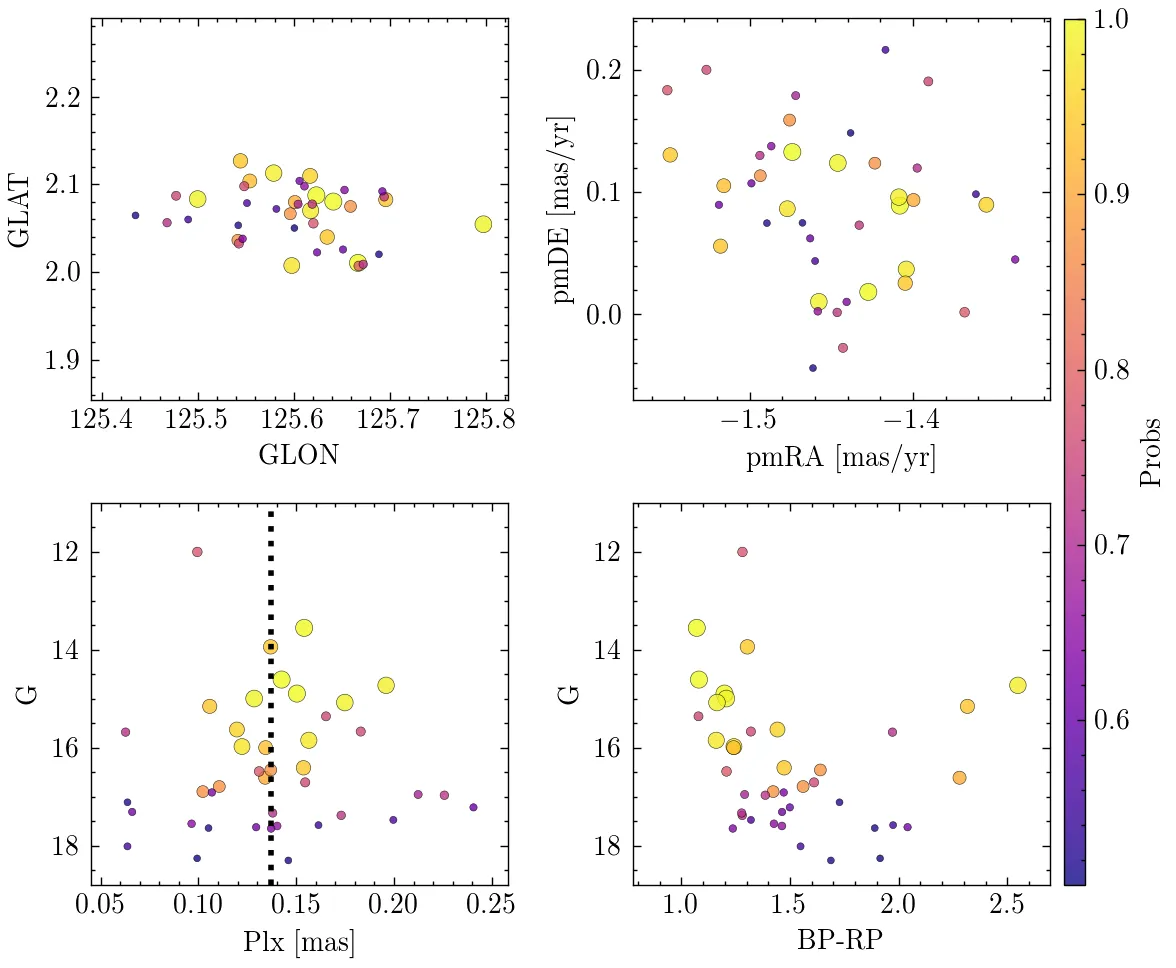 2.2
2.1
2.0
1.9
GLAT
125.4 125.5 125.6 125.7 125.8
GLON
0.2
0.1
0.0
pmDE [mas/yr]
−1.5 −1.4
pmRA [mas/yr]
1.0
0.9
0.8
0.7
0.6
Probs
12
14
16
18
G
0.05 0.10 0.15 0.20 0.25
Plx [mas]
12
14
16
18
G
1.0 1.5 2.0 2.5
BP-RP